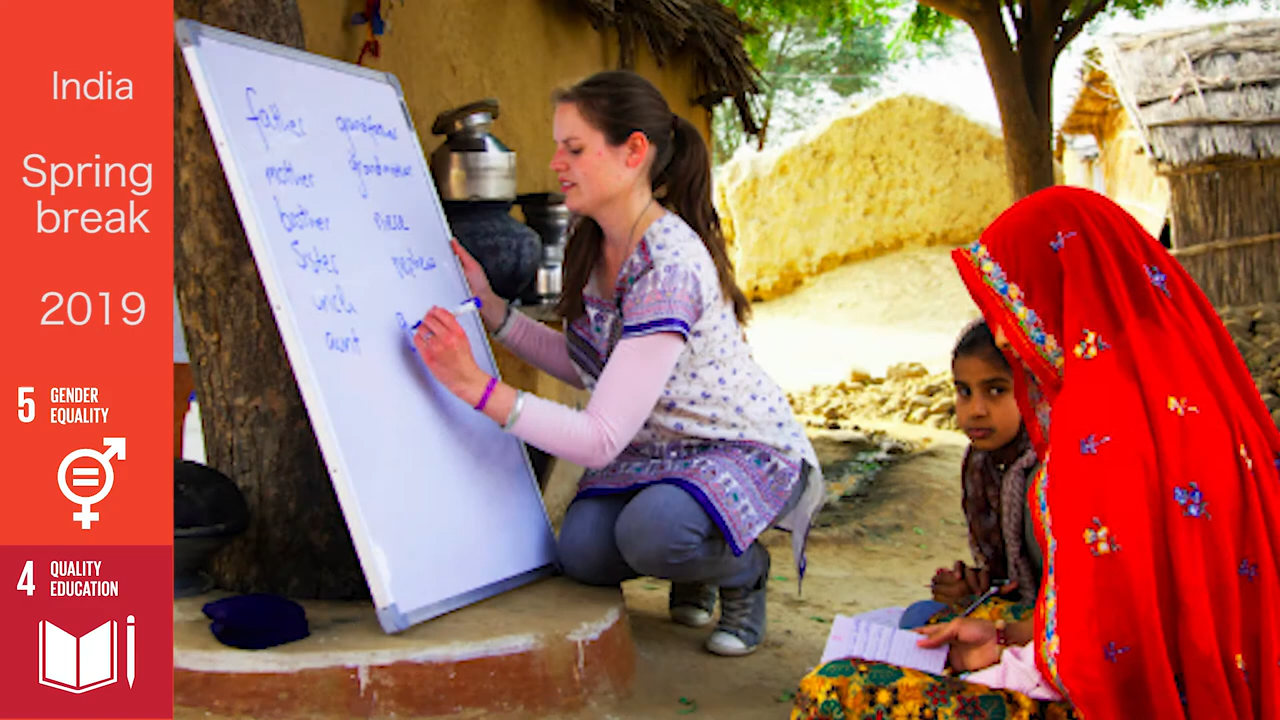 India
Spring
break
2019
5 GENDER
EQUALITY
4 QUALITY
EDUCATION
father grandfather
mother grandmother
brother
Sister nephew
uncle
aunt